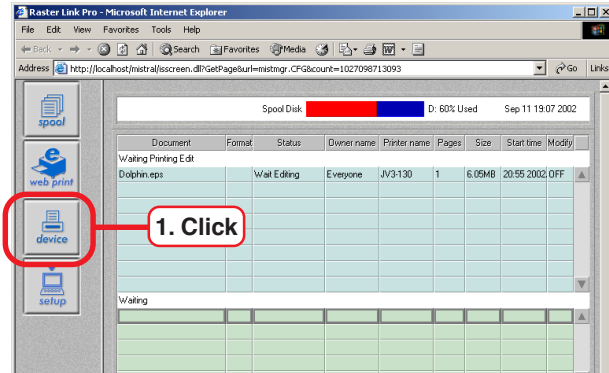 Raster Link Pro - Microsoft Internet Explorer
File Edit View Favorites Tools Help
Back Search Favorites Media
Address http://localhost/mistral/isscreen.dll?GetPage&url=mistmgr.CFG&count=1027098713093 Go Links
spool
Spool Disk D: 60% Used Sep 11 19:07 2002
Document Format Status Owner name Printer name Pages Size Start time Modify
Waiting Printing Edit
Dolphin.eps Wait Editing Everyone JV3-130 1 6.05MB 20:55 2002 OFF
web print
device
1. Click
setup
Waiting